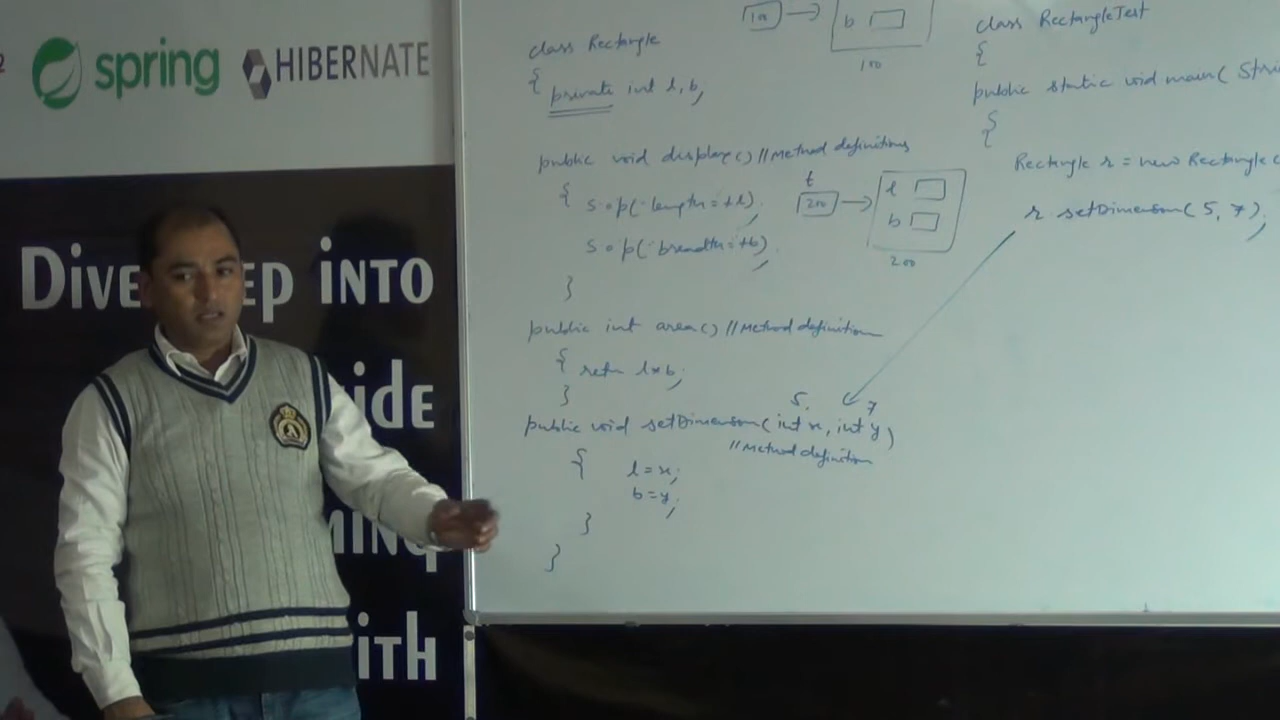 2
spring
HIBERNATE
Dive
ep into
ide
ith
class Rectangle
{
private int l, b;
public void display() // Method definitions
{ s.o.p("length="+l);
s.o.p("breadth="+b);
}
public int area() // Method definition
{ return l*b;
}
5 7
public void setDimension(int x, int y)
// Method definition
{ l=x;
b=y;
}
}
100
b
100
t
200
l
b
200
class RectangleTest
{
public static void main( Stri
{
Rectangle r = new Rectangle(
r. setDimension( 5, 7);